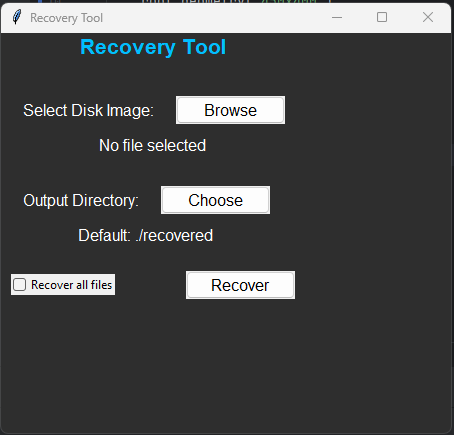 Recovery Tool
Recovery Tool
Select Disk Image: Browse
No file selected
Output Directory: Choose
Default: ./recovered
Recover all files Recover